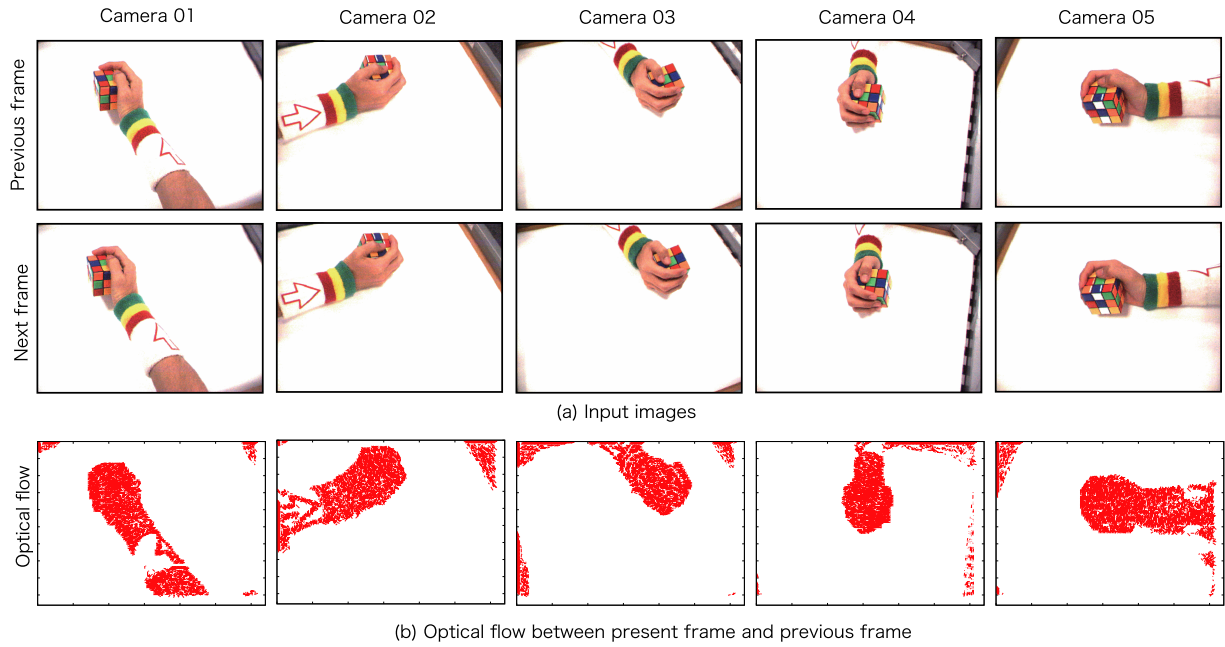 Camera 01
Camera 02
Camera 03
Camera 04
Camera 05
Previous frame
Next frame
(a) Input images
Optical flow
(b) Optical flow between present frame and previous frame